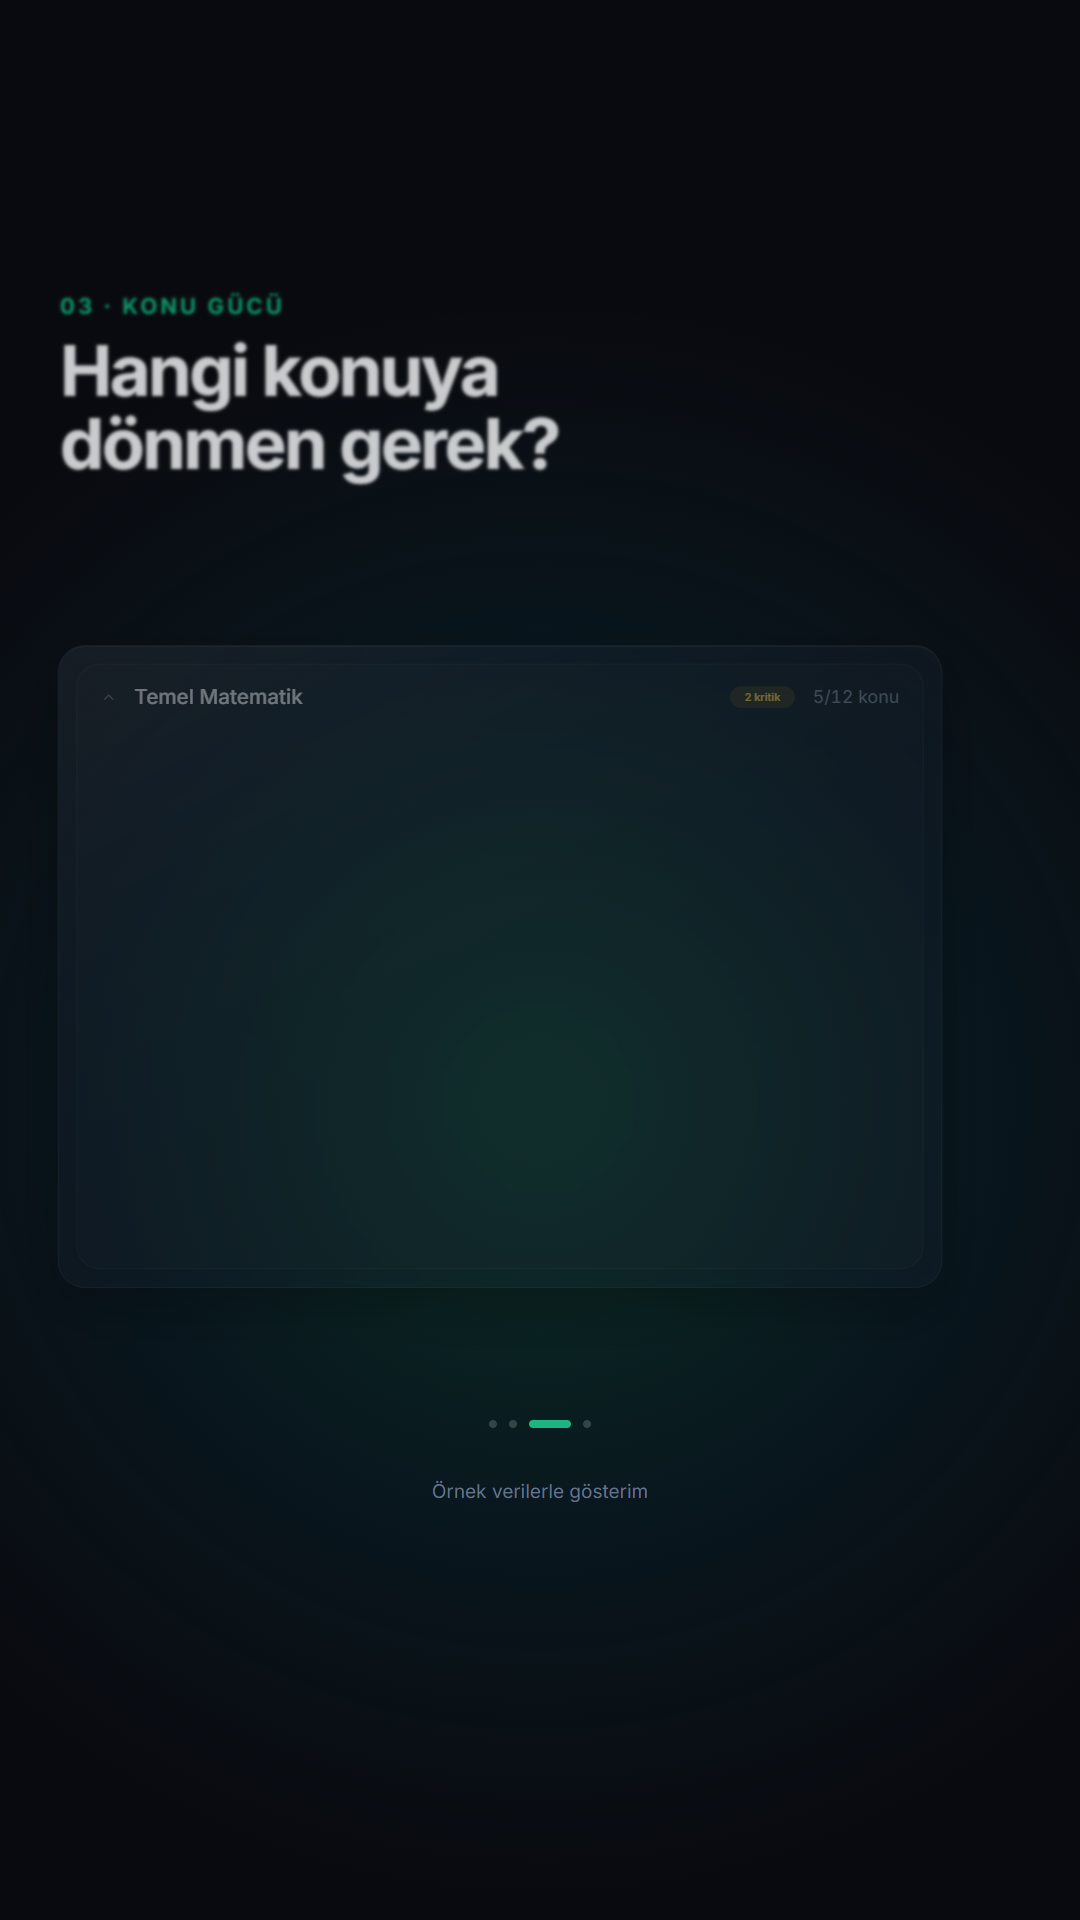 03 · KONU GÜCÜ
Hangi konuya
dönmen gerek?
Temel Matematik
2 kritik
5/12 konu
Örnek verilerle gösterim